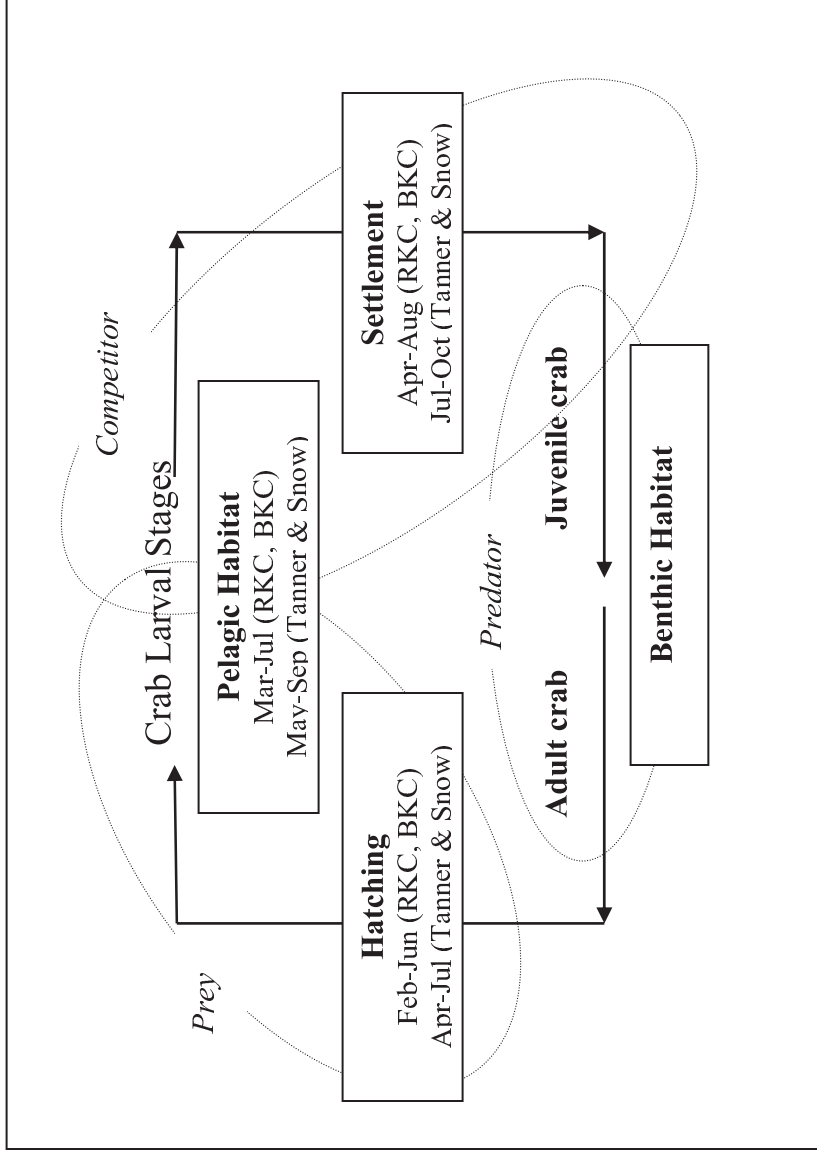 Competitor
Crab Larval Stages
Prey
Pelagic Habitat
Mar-Jul (RKC, BKC)
May-Sep (Tanner & Snow)
Hatching
Feb-Jun (RKC, BKC)
Apr-Jul (Tanner & Snow)
Settlement
Apr-Aug (RKC, BKC)
Jul-Oct (Tanner & Snow)
Predator
Adult crab
Juvenile crab
Benthic Habitat